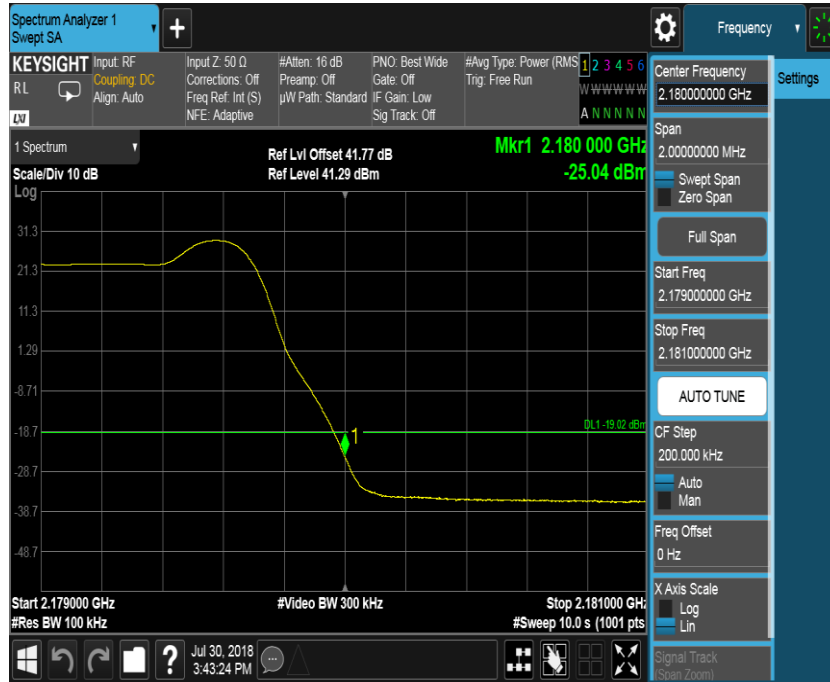 Spectrum Analyzer 1
Swept SA
+
Frequency
KEYSIGHT
RL
LXI
Input: RF
Coupling: DC
Align: Auto
Input Z: 50 Ω
Corrections: Off
Freq Ref: Int (S)
NFE: Adaptive
#Atten: 16 dB
Preamp: Off
µW Path: Standard
PNO: Best Wide
Gate: Off
IF Gain: Low
Sig Track: Off
#Avg Type: Power (RMS
Trig: Free Run
1 2 3 4 5 6
W W W W W W
A N N N N N
1 Spectrum
Scale/Div 10 dB
Log
Ref Lvl Offset 41.77 dB
Ref Level 41.29 dBm
Mkr1 2.180 000 GHz
-25.04 dBm
31.3
21.3
11.3
1.29
-8.71
-18.7
-28.7
-38.7
-48.7
DL1 -19.02 dBm
1
Start 2.179000 GHz
#Res BW 100 kHz
#Video BW 300 kHz
Stop 2.181000 GHz
#Sweep 10.0 s (1001 pts
?
Jul 30, 2018
3:43:24 PM
Center Frequency
2.180000000 GHz
Span
2.00000000 MHz
Swept Span
Zero Span
Full Span
Start Freq
2.179000000 GHz
Stop Freq
2.181000000 GHz
AUTO TUNE
CF Step
200.000 kHz
Auto
Man
Freq Offset
0 Hz
X Axis Scale
Log
Lin
Signal Track
(Span Zoom)
Settings